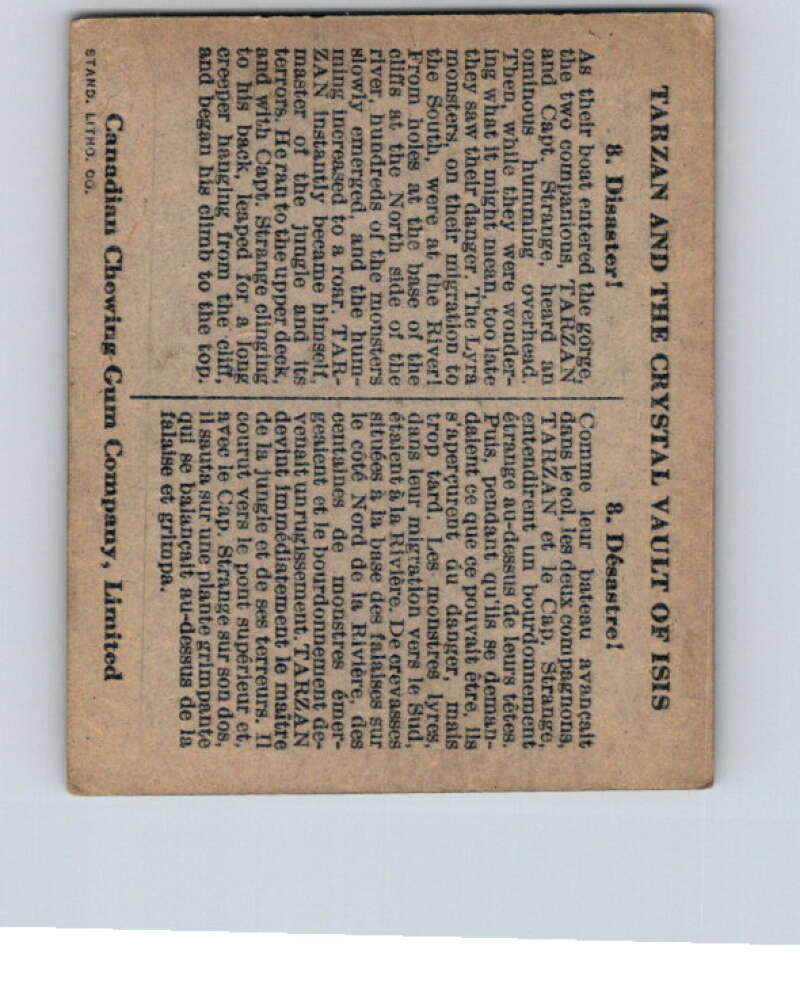 TARZAN AND THE CRYSTAL VAULT OF ISIS
8. Disaster!
As their boat entered the gorge,
the two companions, TARZAN
and Capt. Strange, heard an
ominous humming overhead.
Then, while they were wonder-
ing what it might mean, too late
they saw their danger. The Lyra
monsters, on their migration to
the South, were at the River!
From holes at the base of the
cliffs at the North side of the
river, hundreds of the monsters
slowly emerged, and the hum-
ming increased to a roar. TAR-
ZAN instantly became himself,
master of the jungle and its
terrors. He ran to the upper deck,
and with Capt. Strange clinging
to his back, leaped for a long
creeper hanging from the cliff,
and began his climb to the top.
8. Désastre!
Comme leur bateau avançait
dans le col, les deux compagnons,
TARZAN et le Cap. Strange,
entendirent un bourdonnement
étrange au-dessus de leurs têtes.
Puis, pendant qu'ils se deman-
daient ce que ce pouvait être, ils
s'aperçurent du danger, mais
trop tard. Les monstres lyres,
dans leur migration vers le Sud,
étaient à la Rivière. De crevasses
situées à la base des falaises sur
le côté Nord de la Rivière, des
centaines de monstres émer-
geaient et le bourdonnement de-
venait un rugissement. TARZAN
devint immédiatement le maître
de la jungle et de ses terreurs. Il
courut vers le pont supérieur et,
avec le Cap. Strange sur son dos,
il sauta sur une plante grimpante
qui se balançait au-dessus de la
falaise et grimpa.
Canadian Chewing Gum Company, Limited
STAND. LITHO. CO.